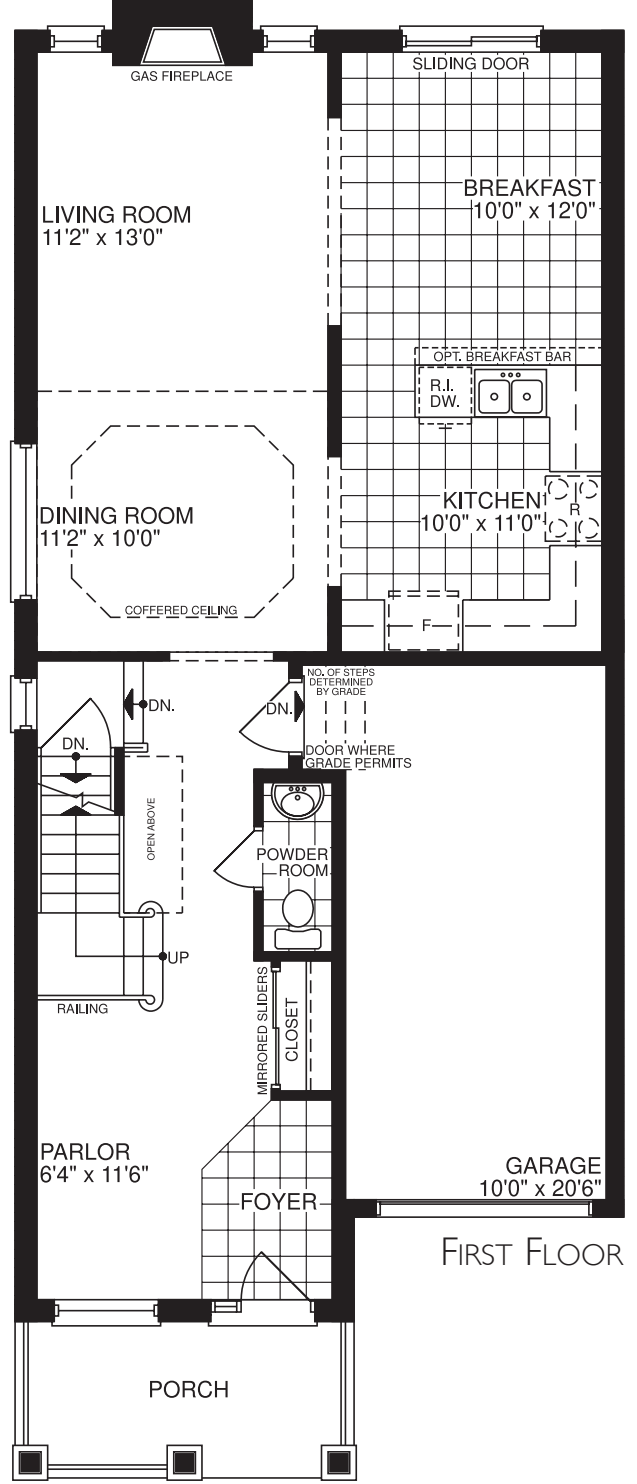 GAS FIREPLACE
SLIDING DOOR
LIVING ROOM
11'2" x 13'0"
BREAKFAST
10'0" x 12'0"
OPT. BREAKFAST BAR
R.I.
DW.
DINING ROOM
11'2" x 10'0"
COFFERED CEILING
KITCHEN
10'0" x 11'0"
R
F
NO. OF STEPS
DETERMINED
BY GRADE
DN.
DN.
DN.
DOOR WHERE
GRADE PERMITS
OPEN ABOVE
POWDER
ROOM
UP
RAILING
MIRRORED SLIDERS
CLOSET
PARLOR
6'4" x 11'6"
FOYER
GARAGE
10'0" x 20'6"
FIRST FLOOR
PORCH